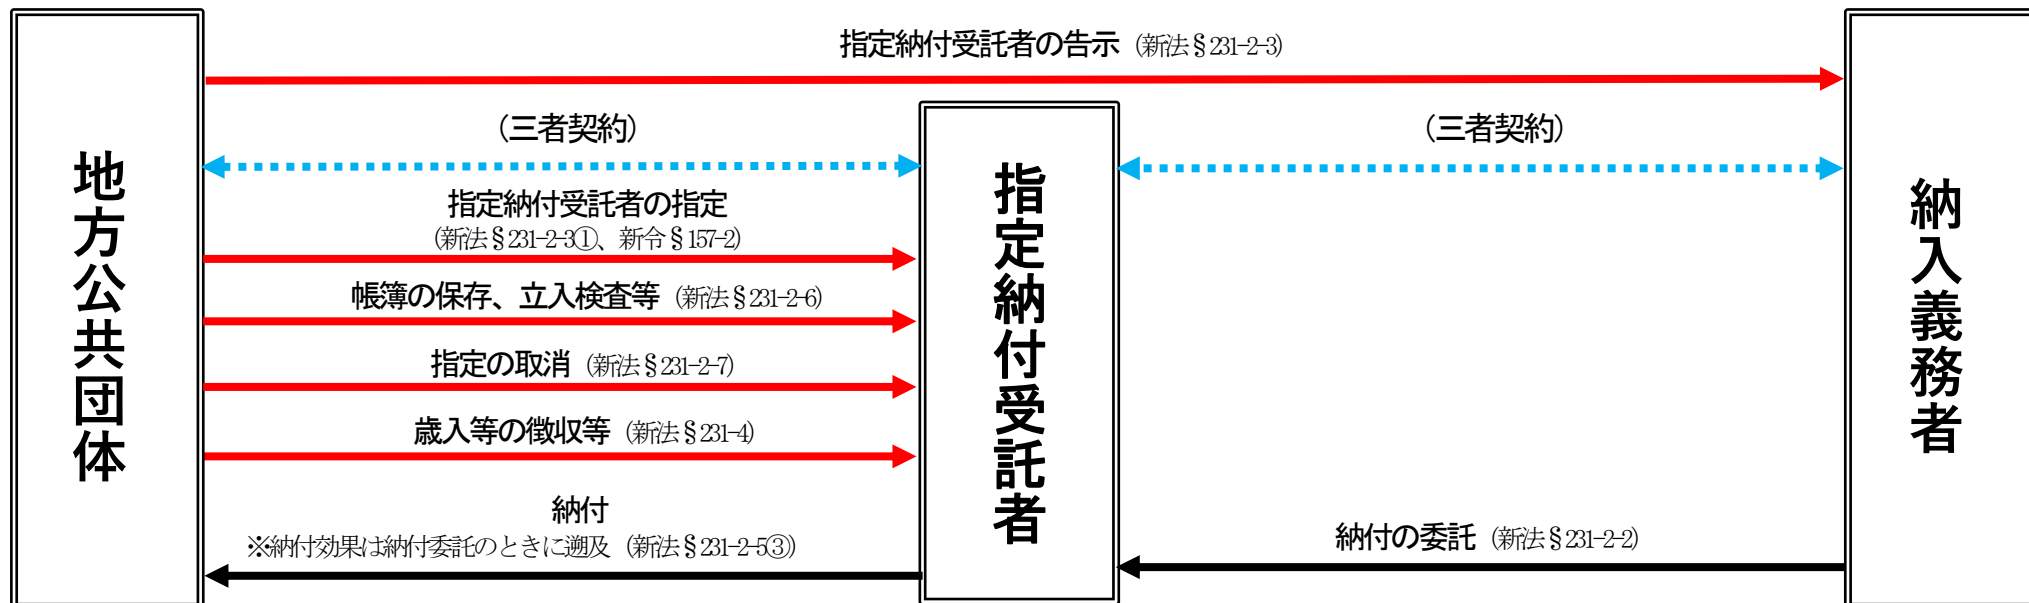 指定納付受託者の告示（新法§231-2-3）
（三者契約）
（三者契約）
地方公共団体
指定納付受託者
納入義務者
指定納付受託者の指定
（新法§231-2-3①、新令§157-2）
帳簿の保存、立入検査等（新法§231-2-6）
指定の取消（新法§231-2-7）
歳入等の徴収等（新法§231-4）
納付
※納付効果は納付委託のときに遡及（新法§231-2-5③）
納付の委託（新法§231-2-2）